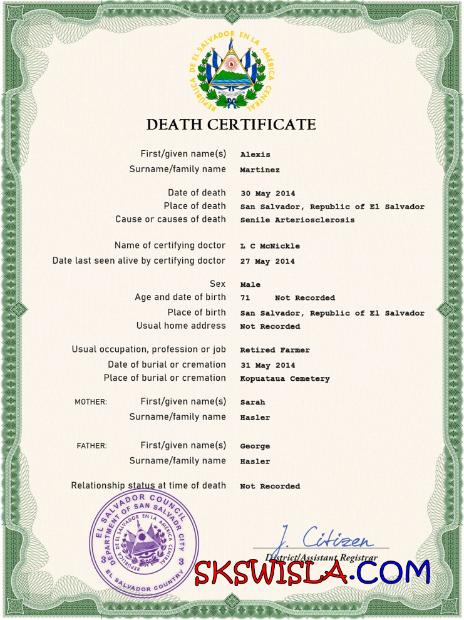 REPÚBLICA DE EL SALVADOR EN LA AMÉRICA CENTRAL
DEATH CERTIFICATE
First/given name(s) Alexis
Surname/family name Martinez
Date of death 30 May 2014
Place of death San Salvador, Republic of El Salvador
Cause or causes of death Senile Arteriosclerosis
Name of certifying doctor L C McNickle
Date last seen alive by certifying doctor 27 May 2014
Sex Male
Age and date of birth 71 Not Recorded
Place of birth San Salvador, Republic of El Salvador
Usual home address Not Recorded
Usual occupation, profession or job Retired Farmer
Date of burial or cremation 31 May 2014
Place of burial or cremation Kopuataua Cemetery
MOTHER: First/given name(s) Sarah
Surname/family name Hasler
FATHER: First/given name(s) George
Surname/family name Hasler
Relationship status at time of death Not Recorded
EL SALVADOR COUNCIL
DEPARTMENT OF SAN SALVADOR CITY
EL SALVADOR COUNTRY
J. Citizen
District/Assistant Registrar
SKSWISLA.COM